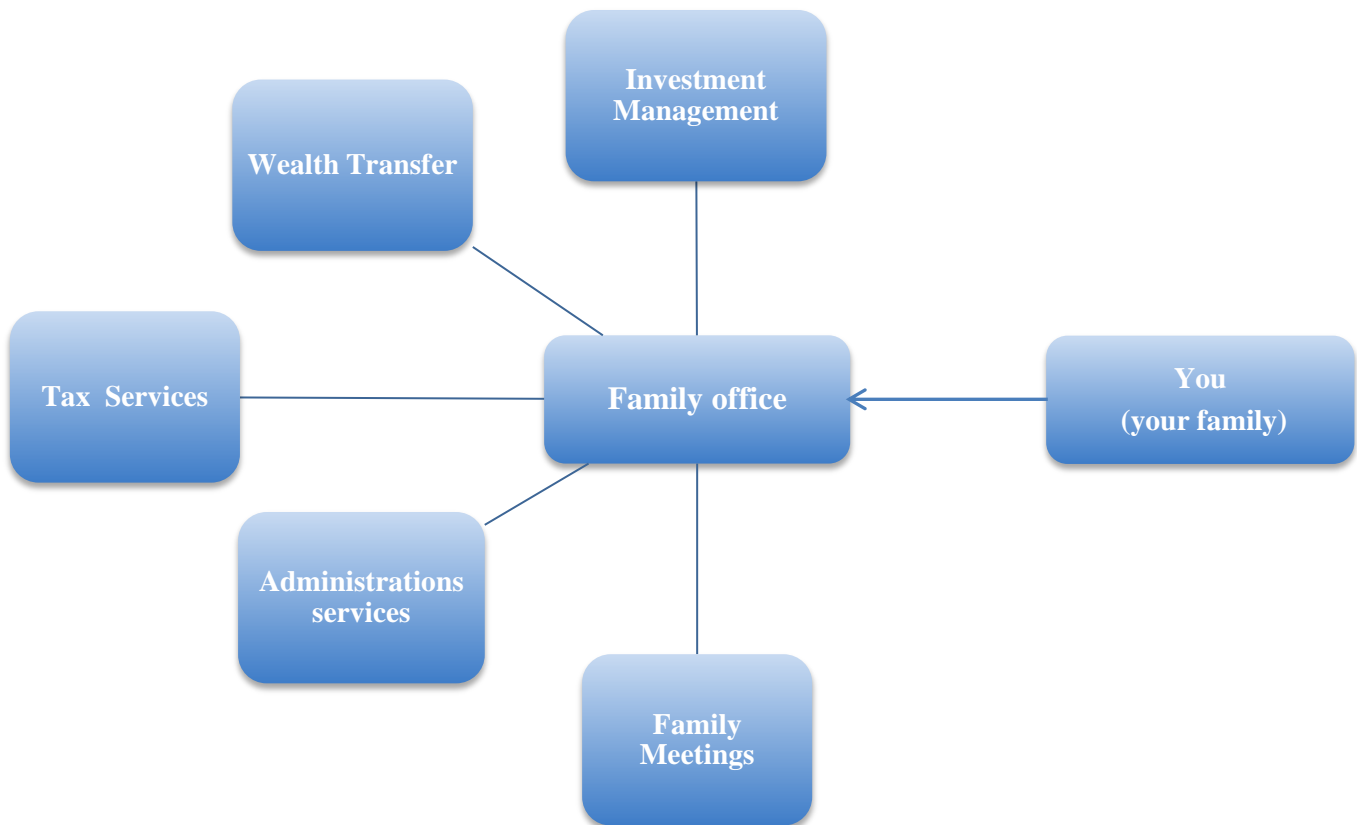 Investment
Management
Wealth Transfer
Tax  Services
Family office
You
(your family)
Administrations
services
Family
Meetings